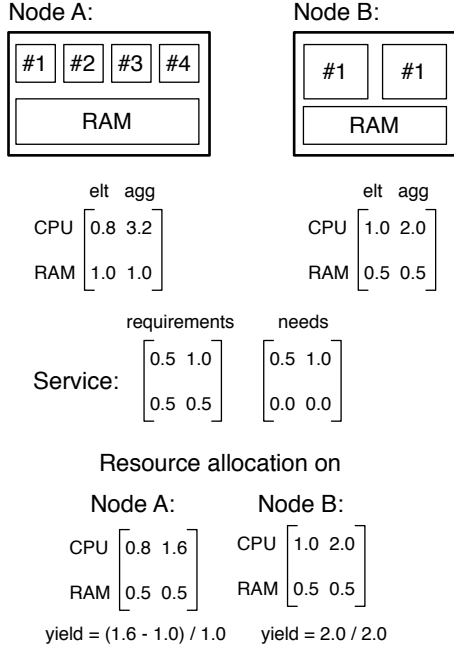 Node A: Node B:
#1 #2 #3 #4 #1 #1
RAM RAM
elt agg elt agg
CPU 0.8 3.2 CPU 1.0 2.0
RAM 1.0 1.0 RAM 0.5 0.5
requirements needs
0.5 1.0 0.5 1.0
Service:
0.5 0.5 0.0 0.0
Resource allocation on
Node A: Node B:
CPU 0.8 1.6 CPU 1.0 2.0
RAM 0.5 0.5 RAM 0.5 0.5
yield = (1.6 - 1.0) / 1.0 yield = 2.0 / 2.0